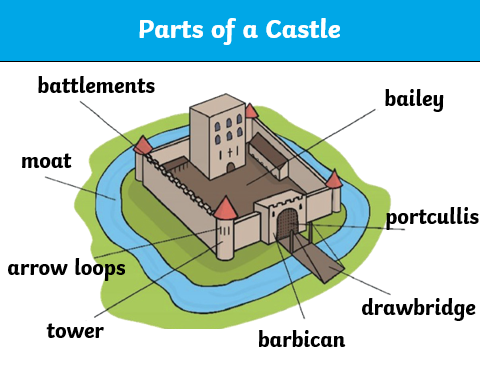 Parts of a Castle
battlements
bailey
moat
portcullis
arrow loops
drawbridge
tower
barbican